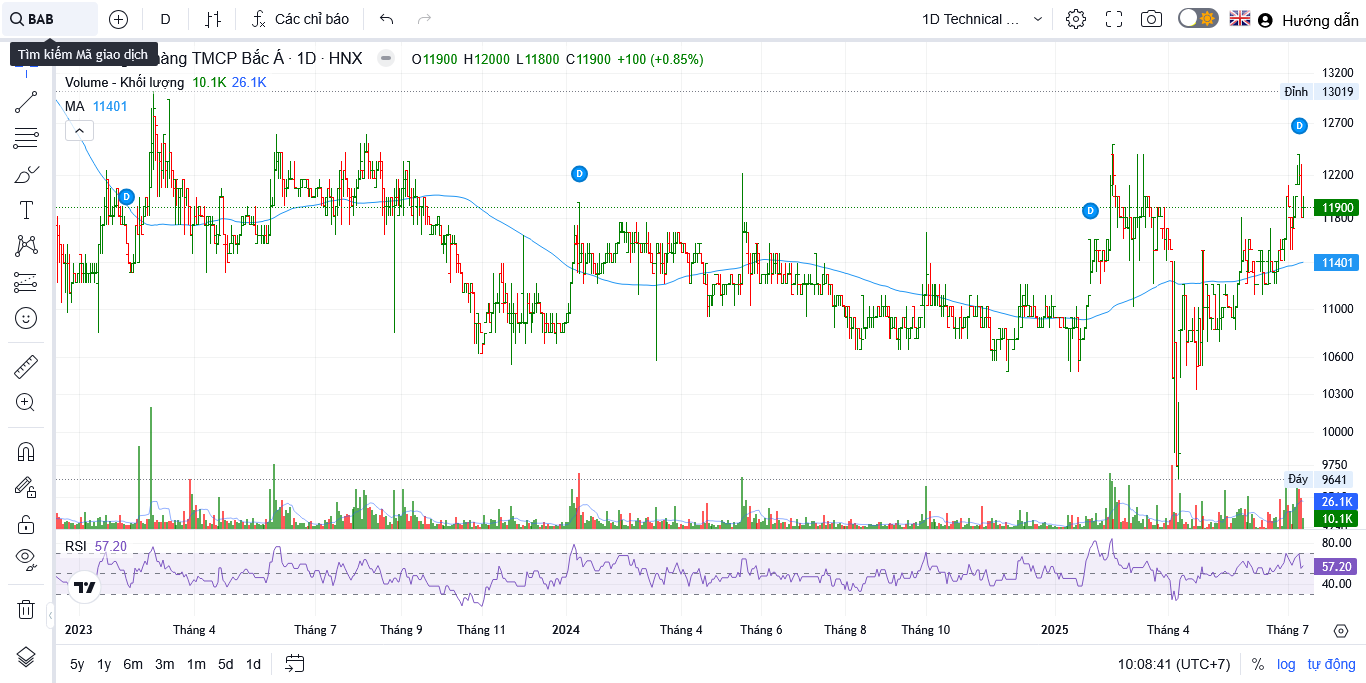 BAB
D
Các chỉ báo
1D Technical ...
Hướng dẫn
Tìm kiếm Mã giao dịch
hàng TMCP Bắc Á · 1D · HNX
O11900 H12000 L11800 C11900 +100 (+0.85%)
Volume - Khối lượng 10.1K 26.1K
MA 11401
13200
Đỉnh 13019
12700
D
D
D
D
12200
11900
11800
11401
11000
10600
10300
10000
9750
Đáy 9641
26.1K
10.1K
RSI 57.20
80.00
57.20
40.00
2023 Tháng 4 Tháng 7 Tháng 9 Tháng 11 2024 Tháng 4 Tháng 6 Tháng 8 Tháng 10 2025 Tháng 4 Tháng 7
5y 1y 6m 3m 1m 5d 1d
10:08:41 (UTC+7) % log tự động